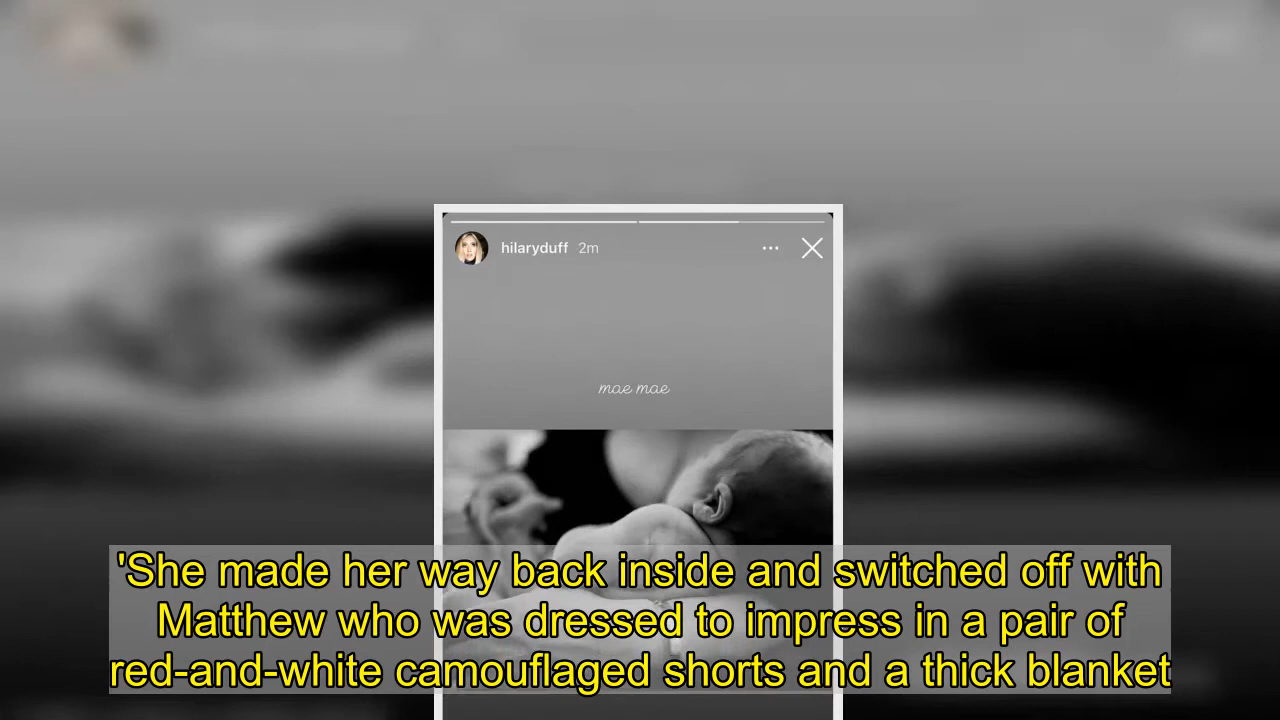 hilaryduff 2m
mae mae
'She made her way back inside and switched off with
Matthew who was dressed to impress in a pair of
red-and-white camouflaged shorts and a thick blanket